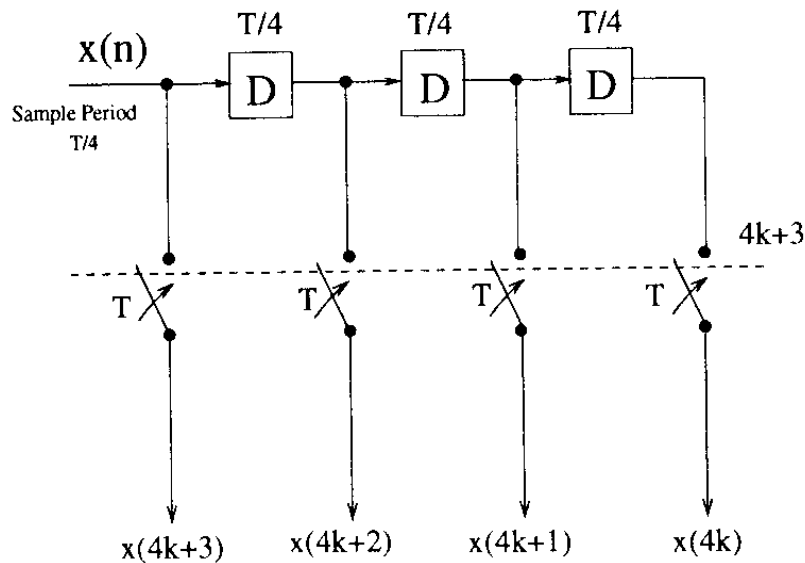 T/4
T/4
T/4
x(n)
D
D
D
Sample Period
T/4
4k+3
T
T
T
T
x(4k+3)
x(4k+2)
x(4k+1)
x(4k)